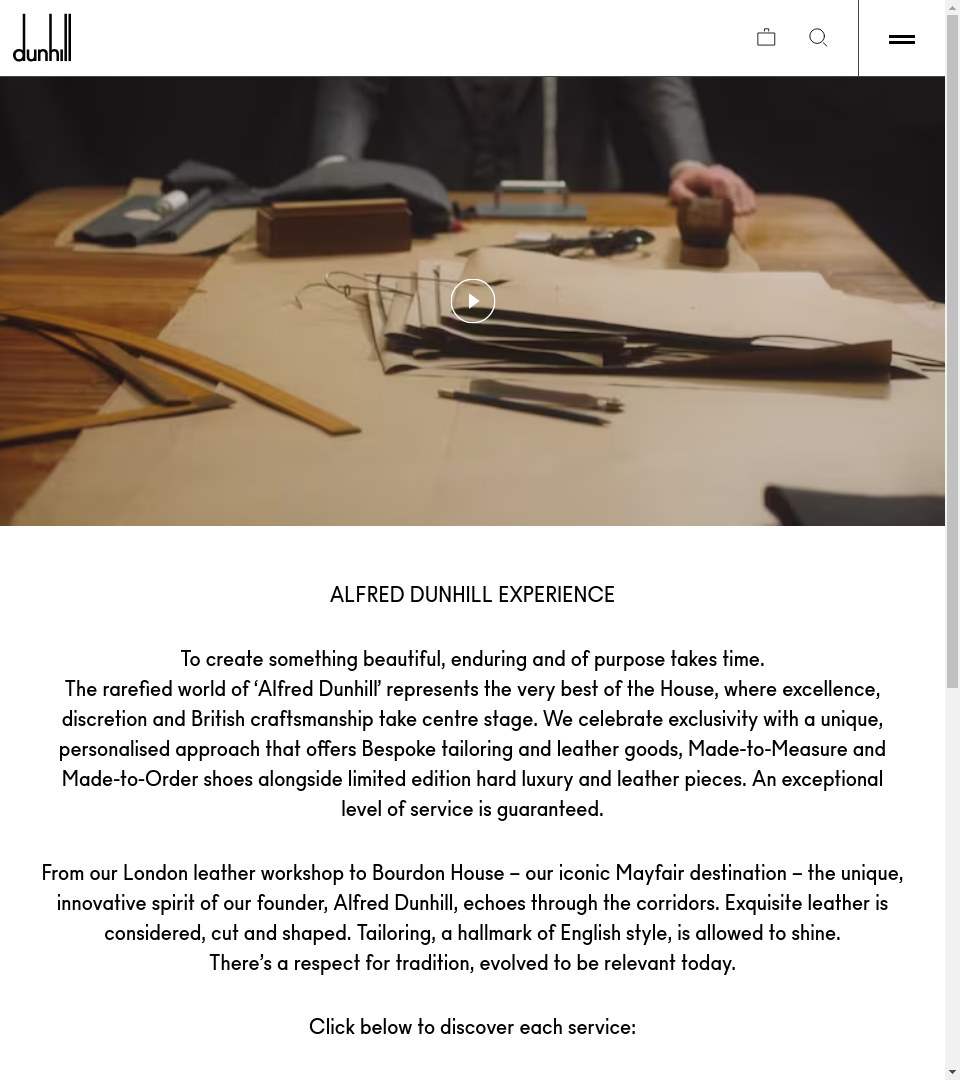 dunhill
ALFRED DUNHILL EXPERIENCE
To create something beautiful, enduring and of purpose takes time.
The rarefied world of ‘Alfred Dunhill’ represents the very best of the House, where excellence,
discretion and British craftsmanship take centre stage. We celebrate exclusivity with a unique,
personalised approach that offers Bespoke tailoring and leather goods, Made-to-Measure and
Made-to-Order shoes alongside limited edition hard luxury and leather pieces. An exceptional
level of service is guaranteed.
From our London leather workshop to Bourdon House – our iconic Mayfair destination – the unique,
innovative spirit of our founder, Alfred Dunhill, echoes through the corridors. Exquisite leather is
considered, cut and shaped. Tailoring, a hallmark of English style, is allowed to shine.
There’s a respect for tradition, evolved to be relevant today.
Click below to discover each service: